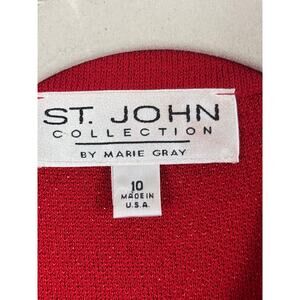 ST. JOHN
COLLECTION
BY MARIE GRAY
10
MADE IN
U.S.A.